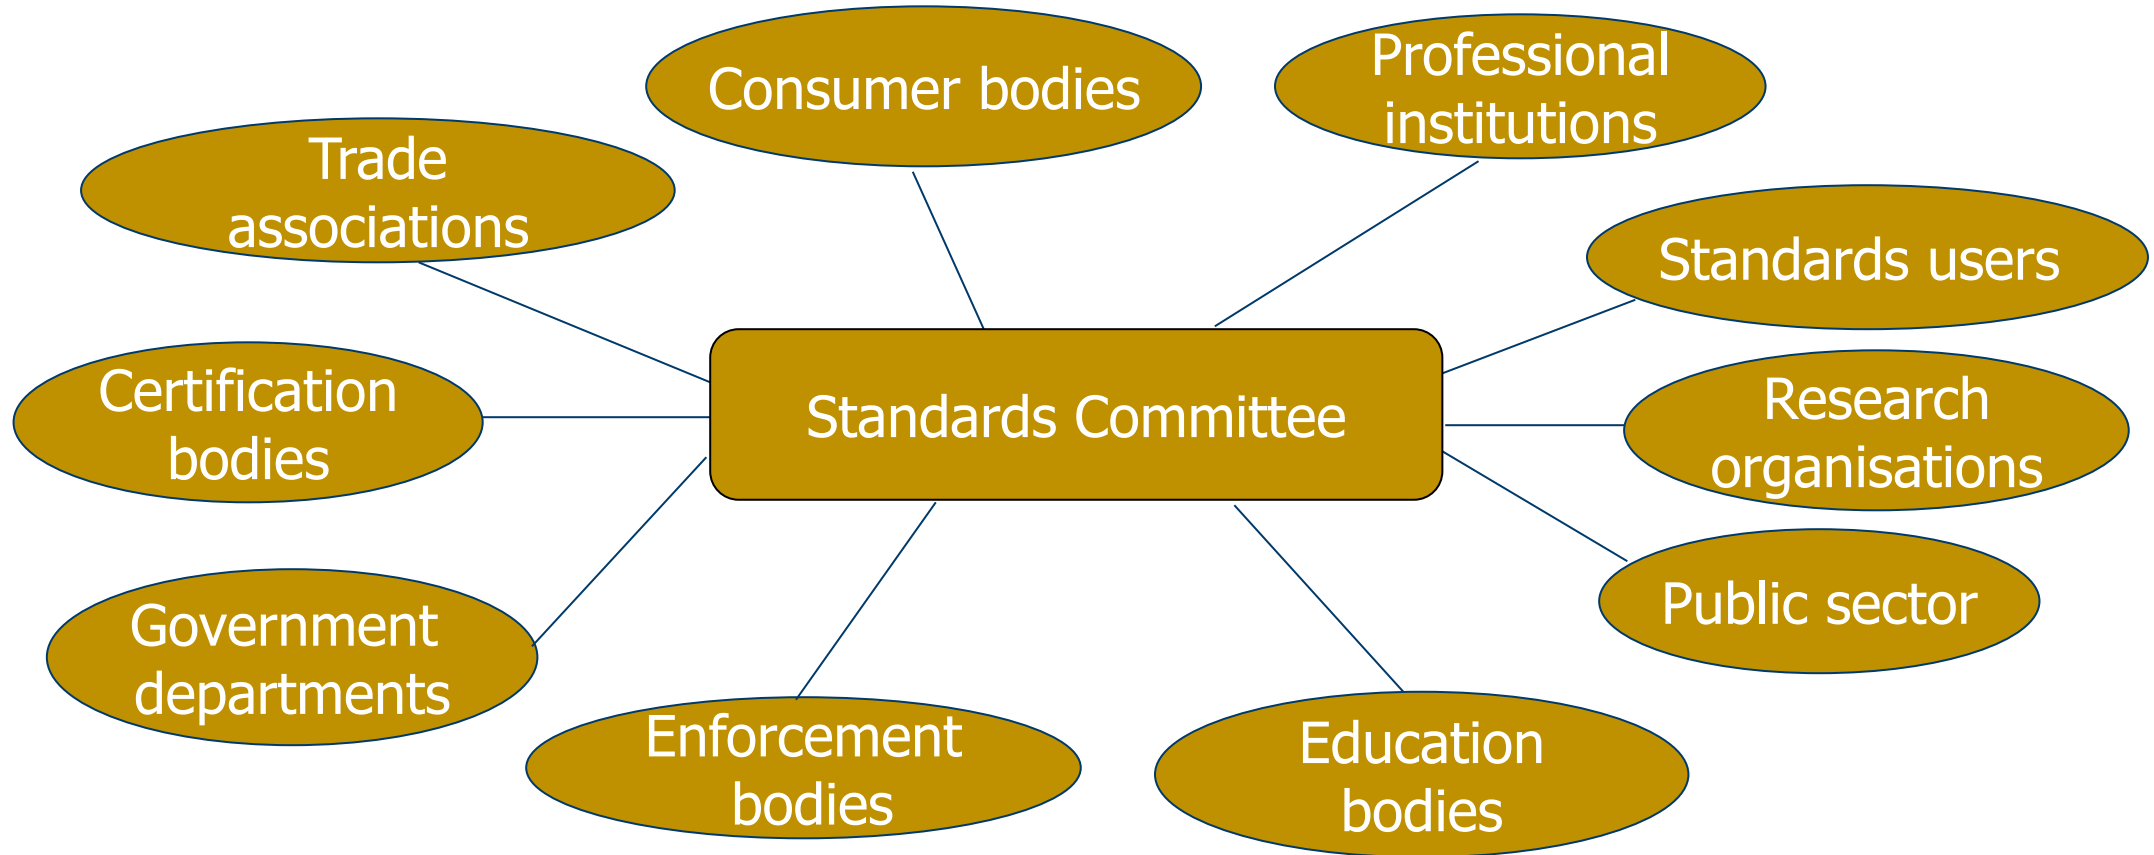 Consumer bodies
Professional
institutions
Trade
associations
Standards users
Certification
bodies
Standards Committee
Research
organisations
Public sector
Government
departments
Enforcement
bodies
Education
bodies